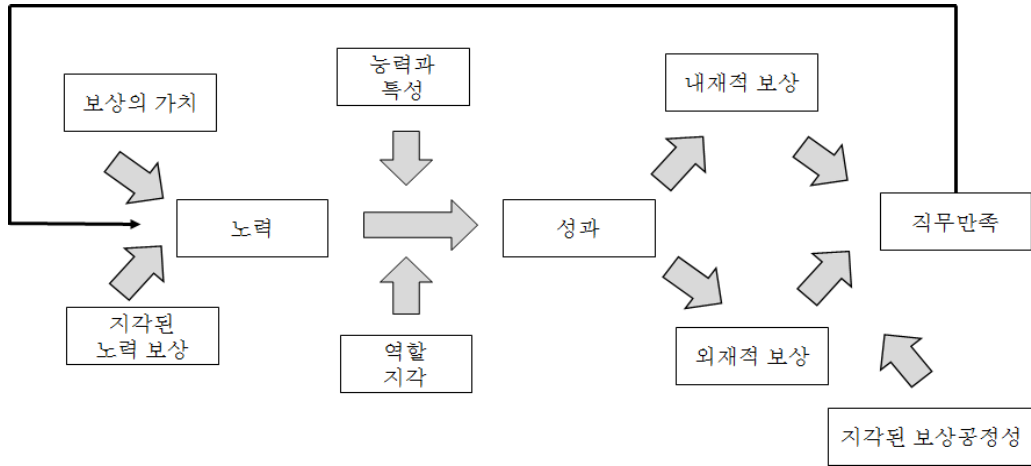 능력과
특성
내재적 보상
보상의 가치
노력
성과
직무만족
지각된
노력 보상
역할
지각
외재적 보상
지각된 보상공정성